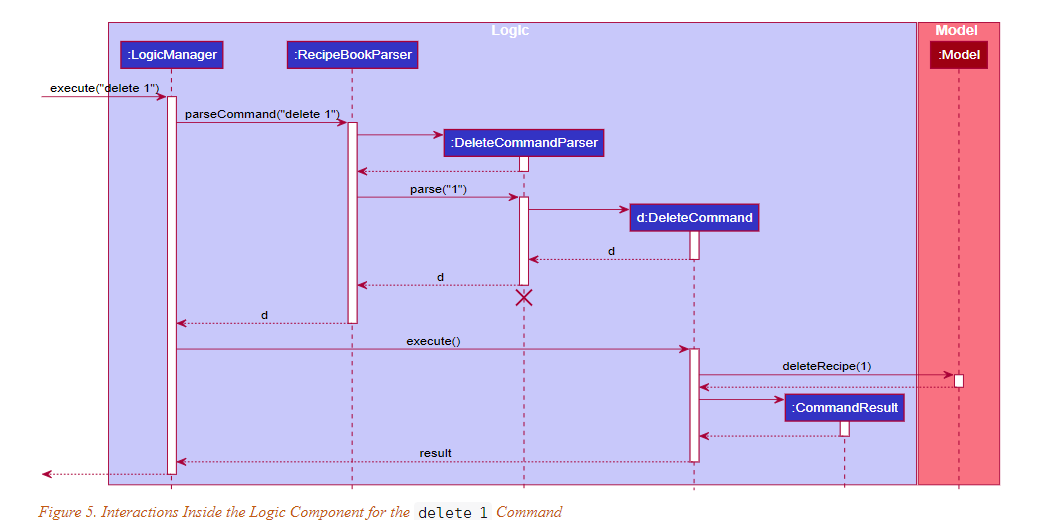 Logic
Model
:LogicManager
:RecipeBookParser
:Model
execute("delete 1")
parseCommand("delete 1")
:DeleteCommandParser
parse("1")
d:DeleteCommand
d
d
d
execute()
deleteRecipe(1)
:CommandResult
result
Figure 5. Interactions Inside the Logic Component for the delete 1 Command